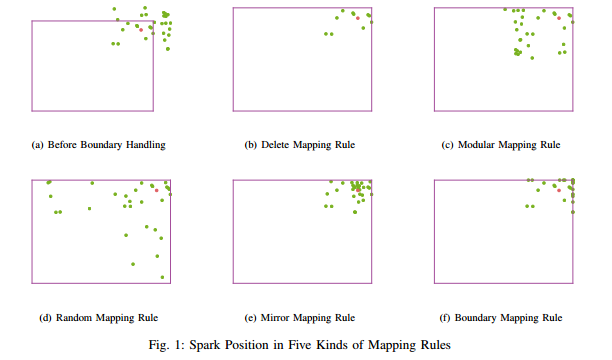 (a) Before Boundary Handling
(b) Delete Mapping Rule
(c) Modular Mapping Rule
(d) Random Mapping Rule
(e) Mirror Mapping Rule
(f) Boundary Mapping Rule
Fig. 1: Spark Position in Five Kinds of Mapping Rules